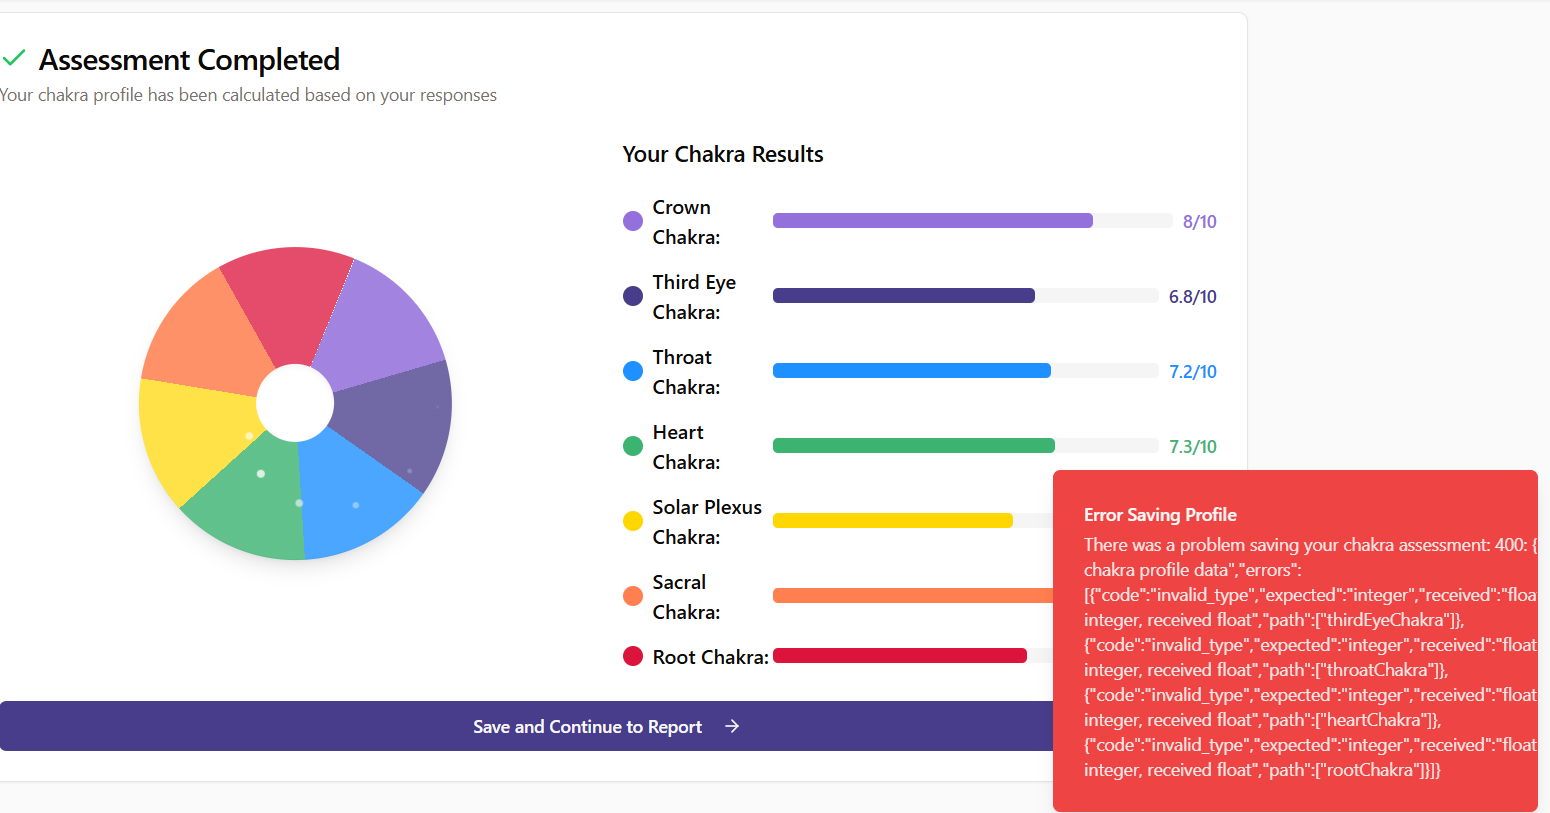 Assessment Completed
Your chakra profile has been calculated based on your responses
Your Chakra Results
Crown
Chakra:
8/10
Third Eye
Chakra:
6.8/10
Throat
Chakra:
7.2/10
Heart
Chakra:
7.3/10
Solar Plexus
Chakra:
Sacral
Chakra:
Root Chakra:
Save and Continue to Report
Error Saving Profile
There was a problem saving your chakra assessment: 400: {
chakra profile data","errors":
[{"code":"invalid_type","expected":"integer","received":"floa
integer, received float","path":["thirdEyeChakra"]},
{"code":"invalid_type","expected":"integer","received":"float
integer, received float","path":["throatChakra"]},
{"code":"invalid_type","expected":"integer","received":"float
integer, received float","path":["heartChakra"]},
{"code":"invalid_type","expected":"integer","received":"float
integer, received float","path":["rootChakra"]}]}